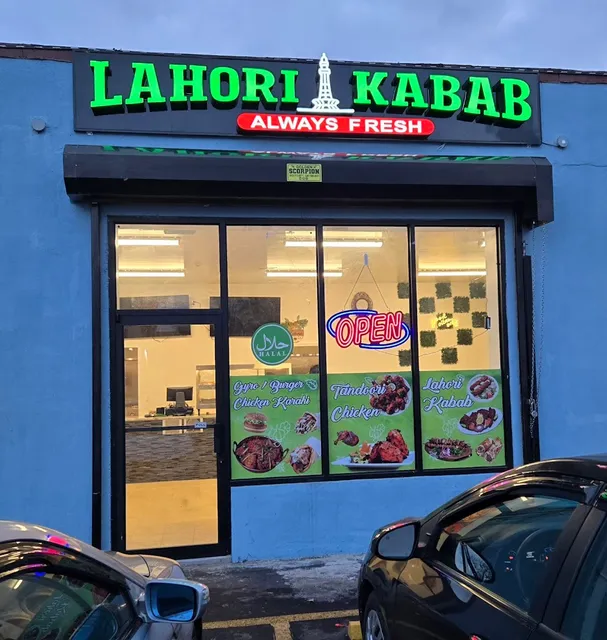 LAHORI KABAB
ALWAYS FRESH
SCORPION
حلال
HALAL
OPEN
Gyro / Burger
Chicken Karahi
Tandoori
Chicken
Lahori
Kabab